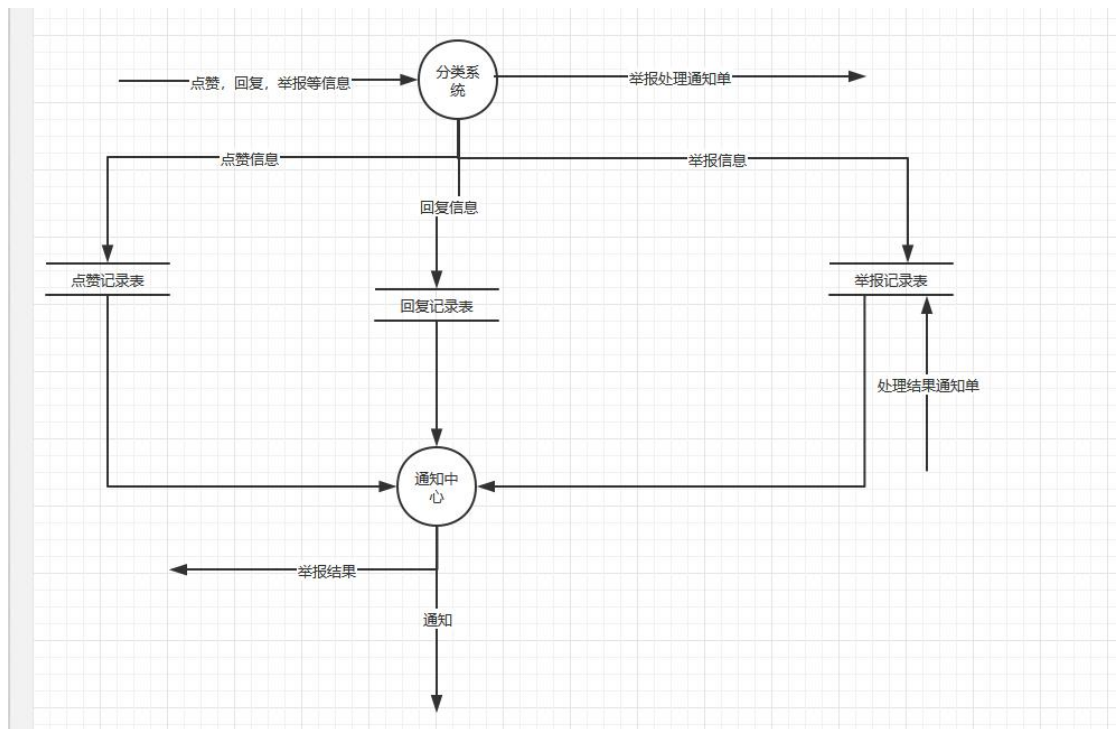 分类系
统
点赞，回复，举报等信息
举报处理通知单
点赞信息
举报信息
回复信息
点赞记录表
举报记录表
回复记录表
处理结果通知单
通知中
心
举报结果
通知